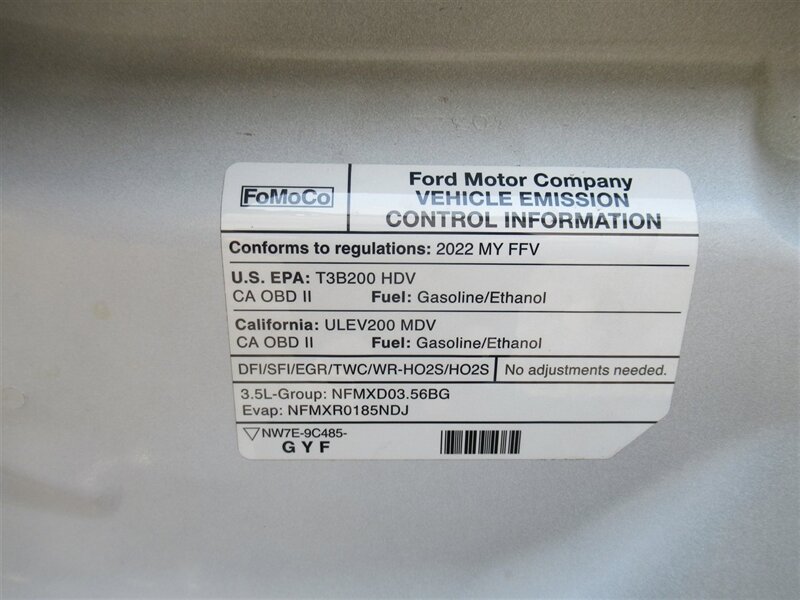 FoMoCo
Ford Motor Company
VEHICLE EMISSION
CONTROL INFORMATION
Conforms to regulations: 2022 MY FFV
U.S. EPA: T3B200 HDV
CA OBD II Fuel: Gasoline/Ethanol
California: ULEV200 MDV
CA OBD II Fuel: Gasoline/Ethanol
DFI/SFI/EGR/TWC/WR-HO2S/HO2S No adjustments needed.
3.5L-Group: NFMXD03.56BG
Evap: NFMXR0185NDJ
NW7E-9C485-
G Y F